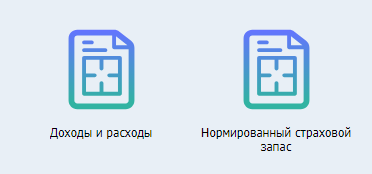 Доходы и расходы
Нормированный страховой
запас